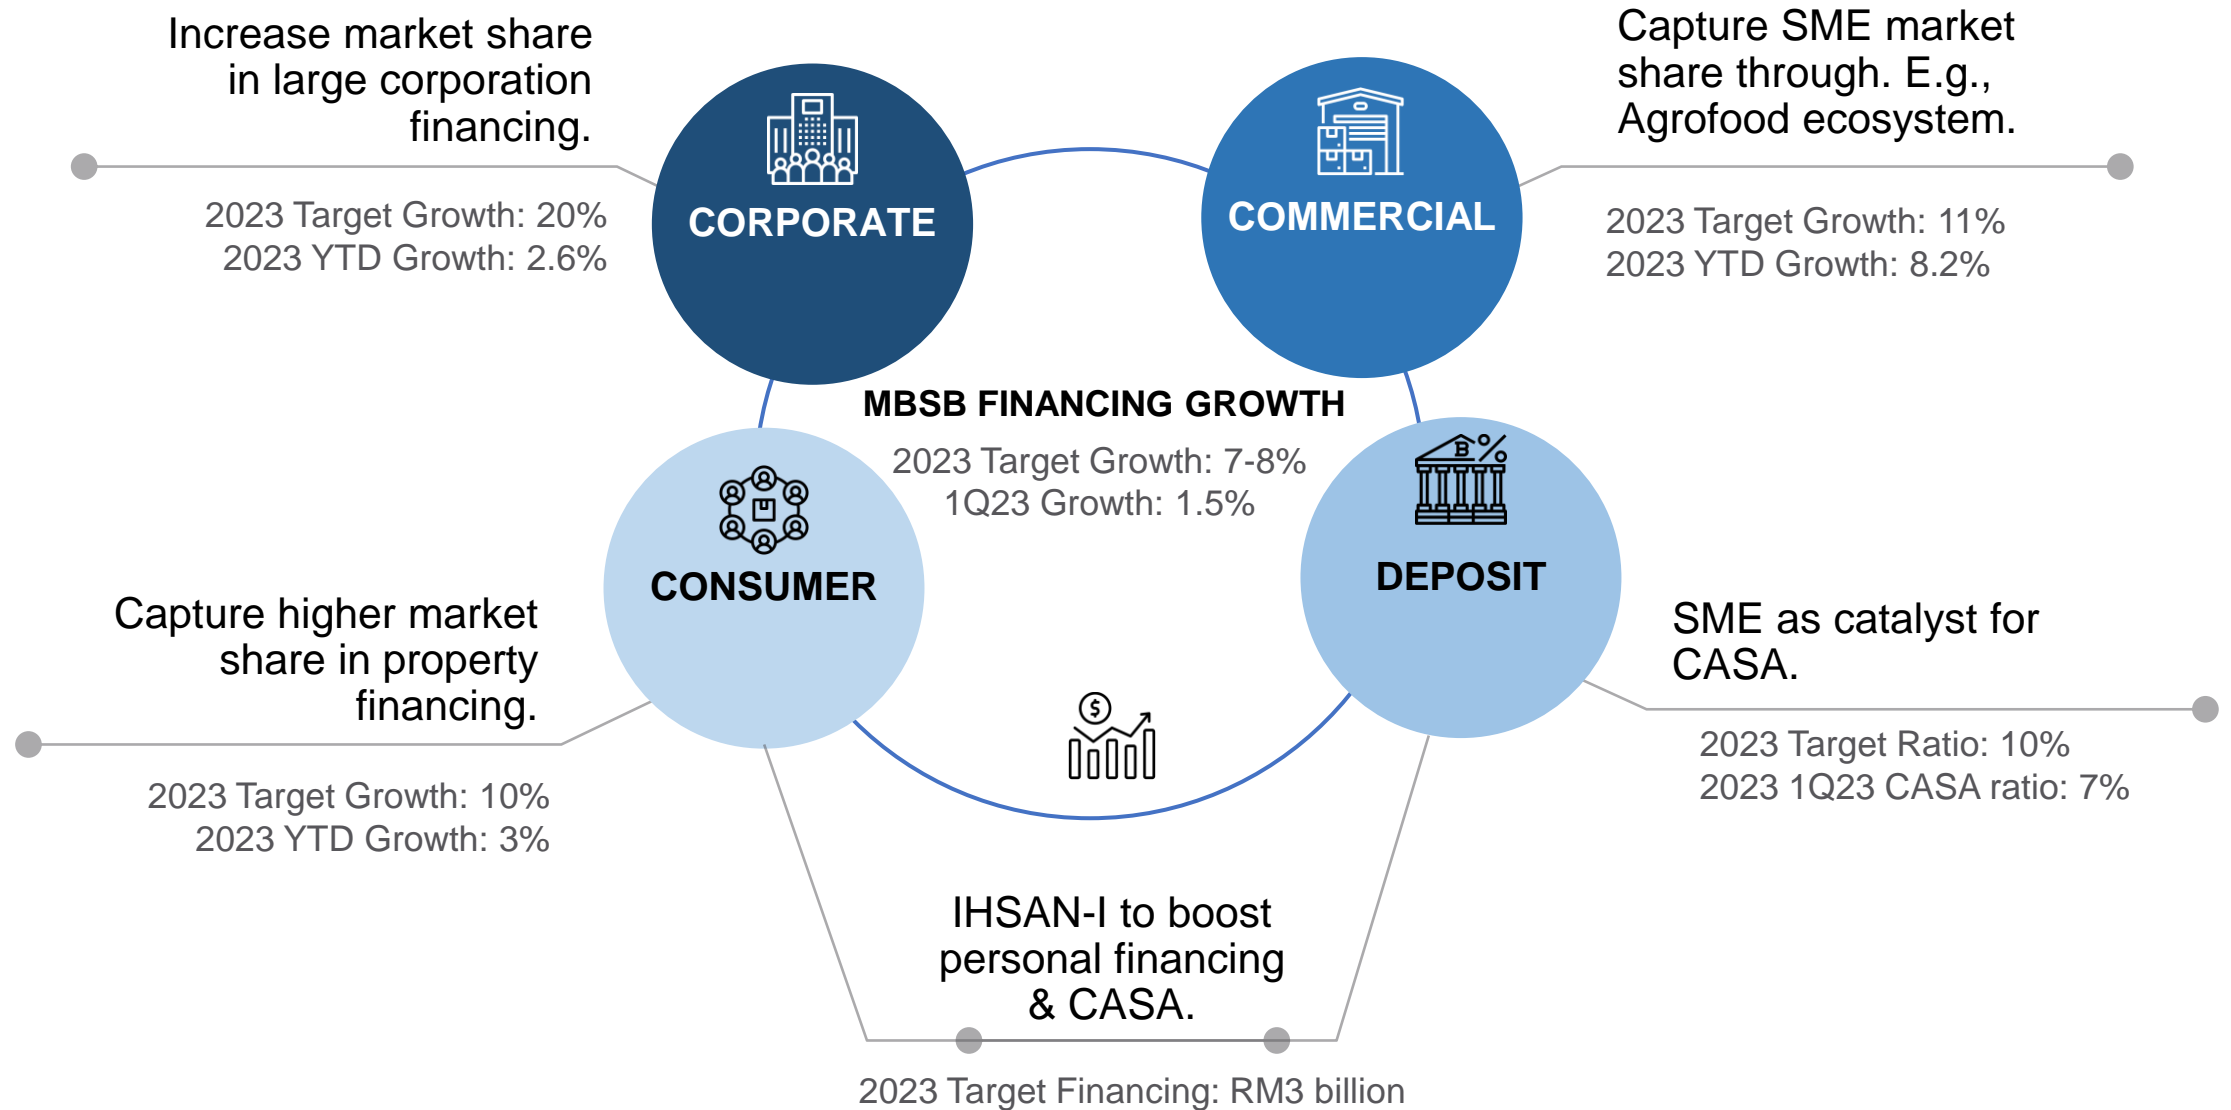 Increase market share
in large corporation
financing.
2023 Target Growth: 20%
2023 YTD Growth: 2.6%
CORPORATE
COMMERCIAL
Capture SME market
share through. E.g.,
Agrofood ecosystem.
2023 Target Growth: 11%
2023 YTD Growth: 8.2%
MBSB FINANCING GROWTH
2023 Target Growth: 7-8%
1Q23 Growth: 1.5%
CONSUMER
Capture higher market
share in property
financing.
2023 Target Growth: 10%
2023 YTD Growth: 3%
DEPOSIT
SME as catalyst for
CASA.
2023 Target Ratio: 10%
2023 1Q23 CASA ratio: 7%
IHSAN-I to boost
personal financing
& CASA.
2023 Target Financing: RM3 billion